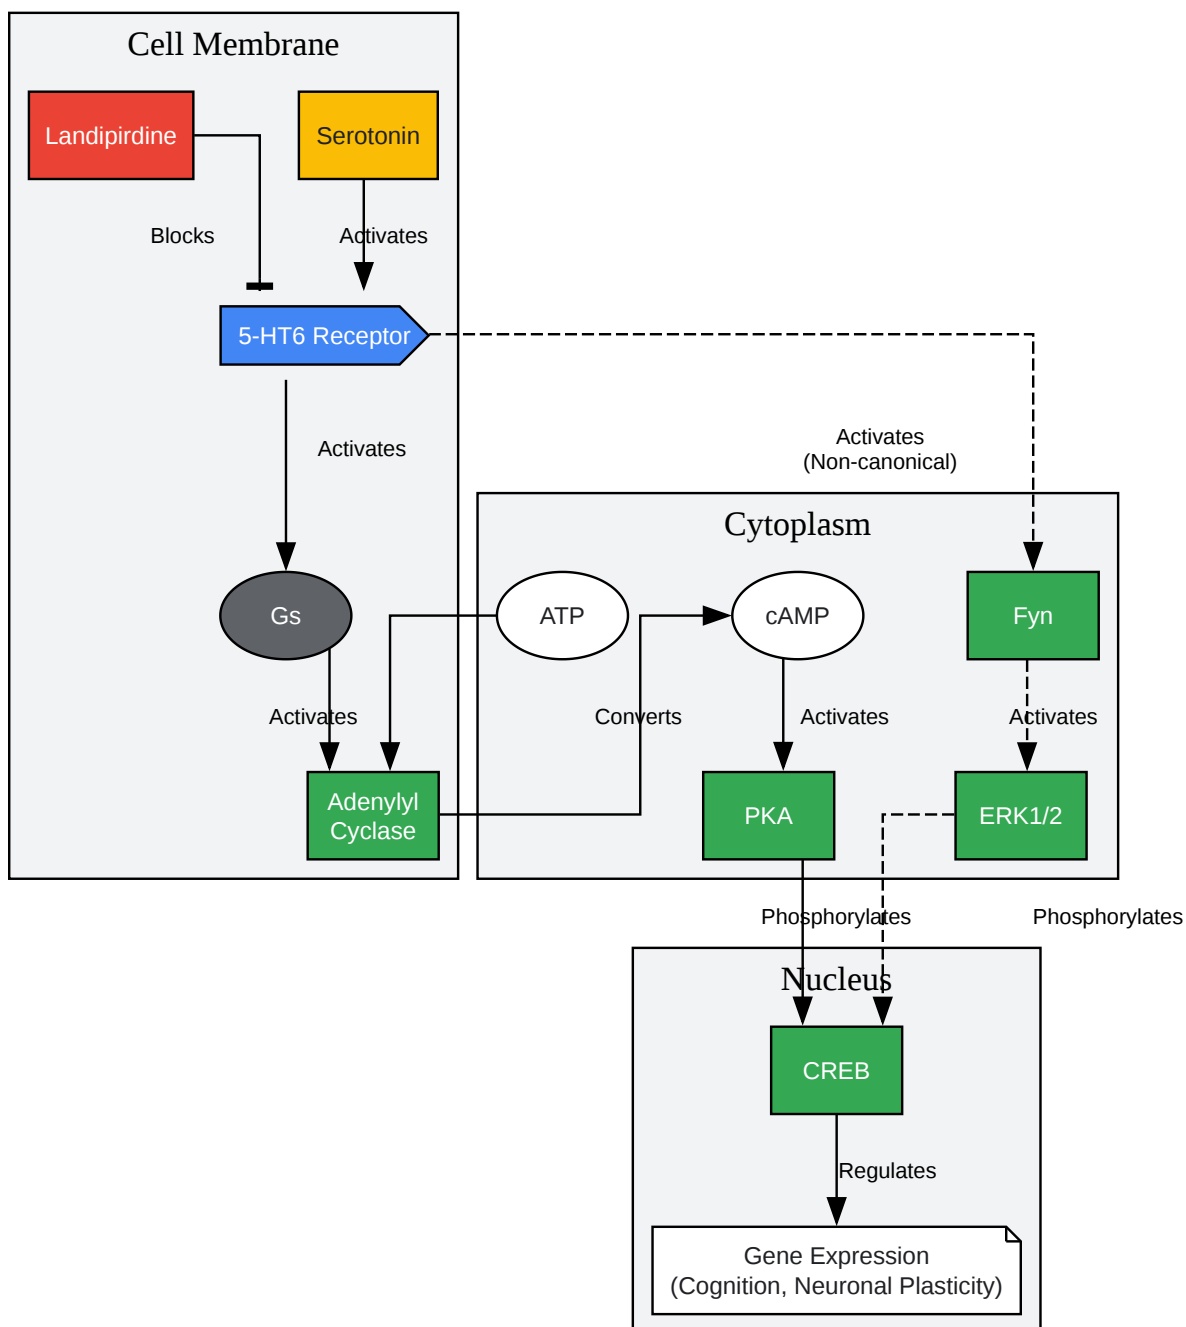 Cell Membrane
Landipirdine
Serotonin
Blocks
Activates
5-HT6 Receptor
Activates
Activates
(Non-canonical)
Cytoplasm
Gs
ATP
cAMP
Fyn
Activates
Converts
Activates
Activates
Adenylyl
Cyclase
PKA
ERK1/2
Phosphorylates
Phosphorylates
Nucleus
CREB
Regulates
Gene Expression
(Cognition, Neuronal Plasticity)